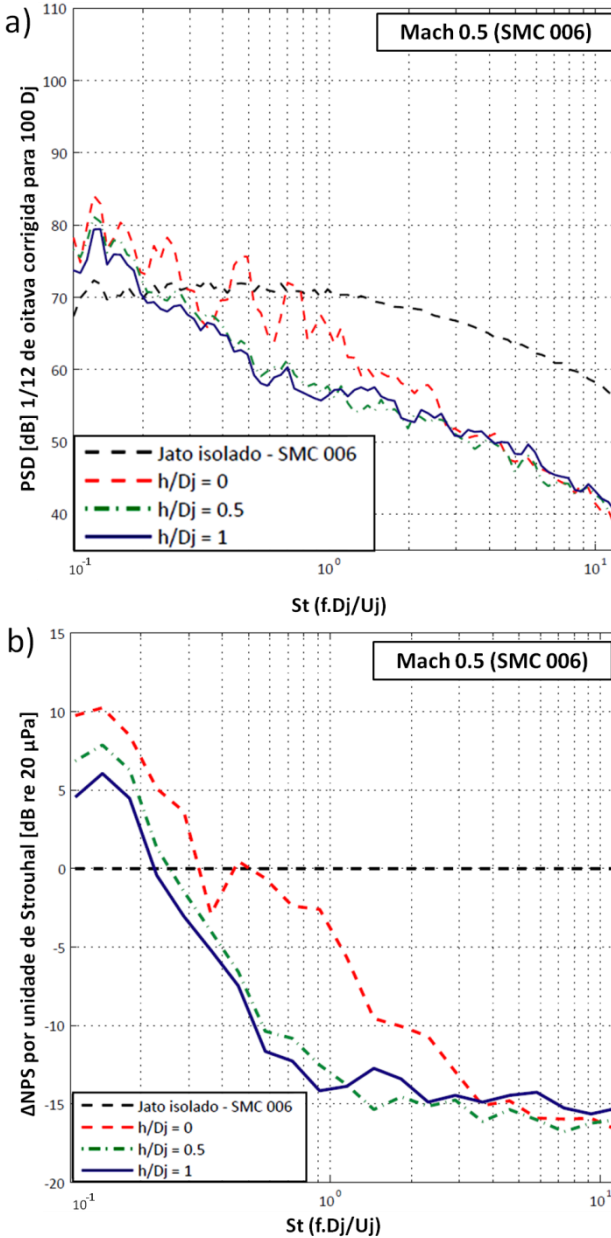 a)
Mach 0.5 (SMC 006)
110
100
90
80
70
60
50
40
PSD [dB] 1/12 de oitava corrigida para 100 Dj
Jato isolado - SMC 006
h/Dj = 0
h/Dj = 0.5
h/Dj = 1
10⁻¹
10⁰
10¹
St (f.Dj/Uj)
b)
Mach 0.5 (SMC 006)
15
10
5
0
-5
-10
-15
-20
ΔNPS por unidade de Strouhal [dB re 20 µPa]
Jato isolado - SMC 006
h/Dj = 0
h/Dj = 0.5
h/Dj = 1
10⁻¹
10⁰
10¹
St (f.Dj/Uj)